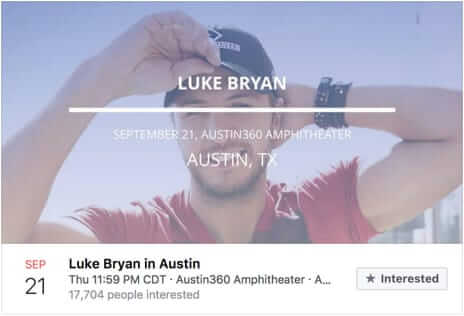 LUKE BRYAN
SEPTEMBER 21, AUSTIN360 AMPHITHEATER
AUSTIN, TX
SEP
21
Luke Bryan in Austin
Thu 11:59 PM CDT · Austin360 Amphitheater · A...
17,704 people interested
★ Interested